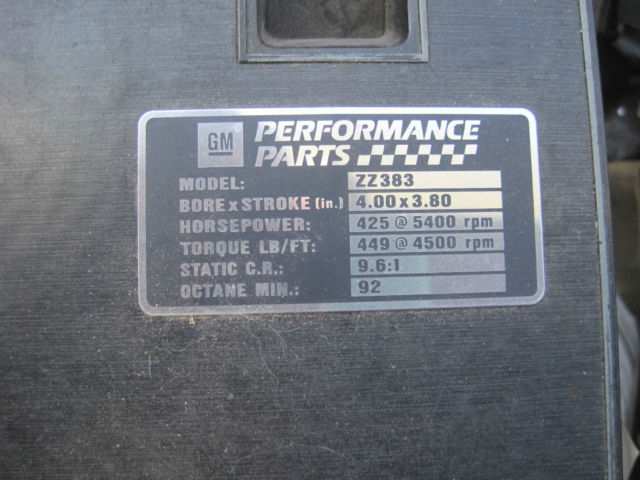 GM PERFORMANCE
PARTS
MODEL: ZZ383
BORE x STROKE (in.) 4.00 x 3.80
HORSEPOWER: 425 @ 5400 rpm
TORQUE LB/FT: 449 @ 4500 rpm
STATIC C.R.: 9.6:1
OCTANE MIN.: 92